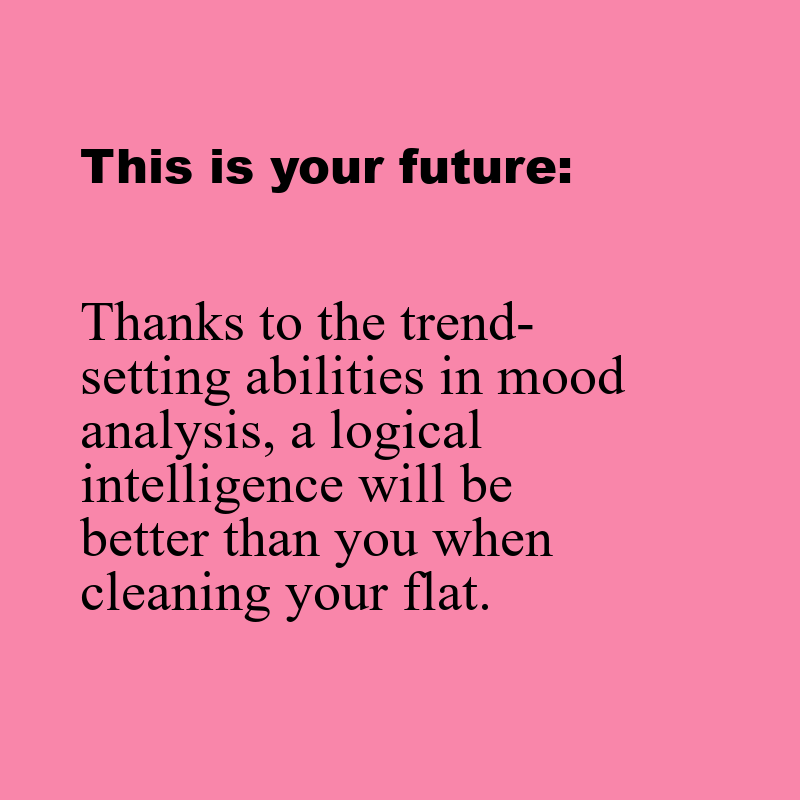 This is your future:
Thanks to the trend-
setting abilities in mood
analysis, a logical
intelligence will be
better than you when
cleaning your flat.